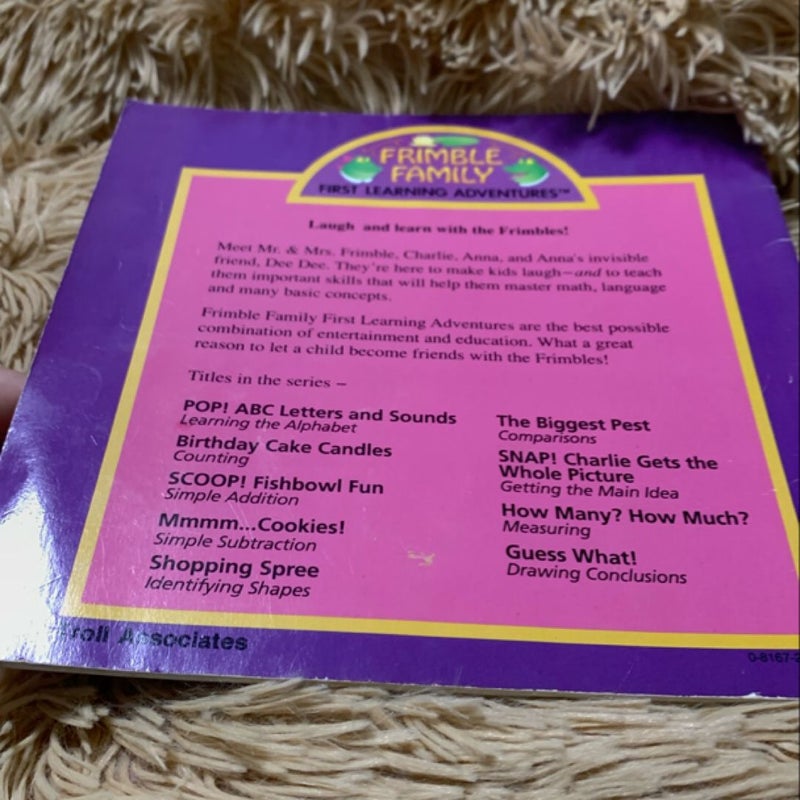 FRIMBLE
FAMILY
FIRST LEARNING ADVENTURES™
Laugh and learn with the Frimbles!
Meet Mr. & Mrs. Frimble, Charlie, Anna, and Anna's invisible
friend, Dee Dee. They're here to make kids laugh—and to teach
them important skills that will help them master math, language
and many basic concepts.
Frimble Family First Learning Adventures are the best possible
combination of entertainment and education. What a great
reason to let a child become friends with the Frimbles!
Titles in the series –
POP! ABC Letters and Sounds
Learning the Alphabet
Birthday Cake Candles
Counting
SCOOP! Fishbowl Fun
Simple Addition
Mmmm...Cookies!
Simple Subtraction
Shopping Spree
Identifying Shapes
The Biggest Pest
Comparisons
SNAP! Charlie Gets the
Whole Picture
Getting the Main Idea
How Many? How Much?
Measuring
Guess What!
Drawing Conclusions
Troll Associates
0-8167-2